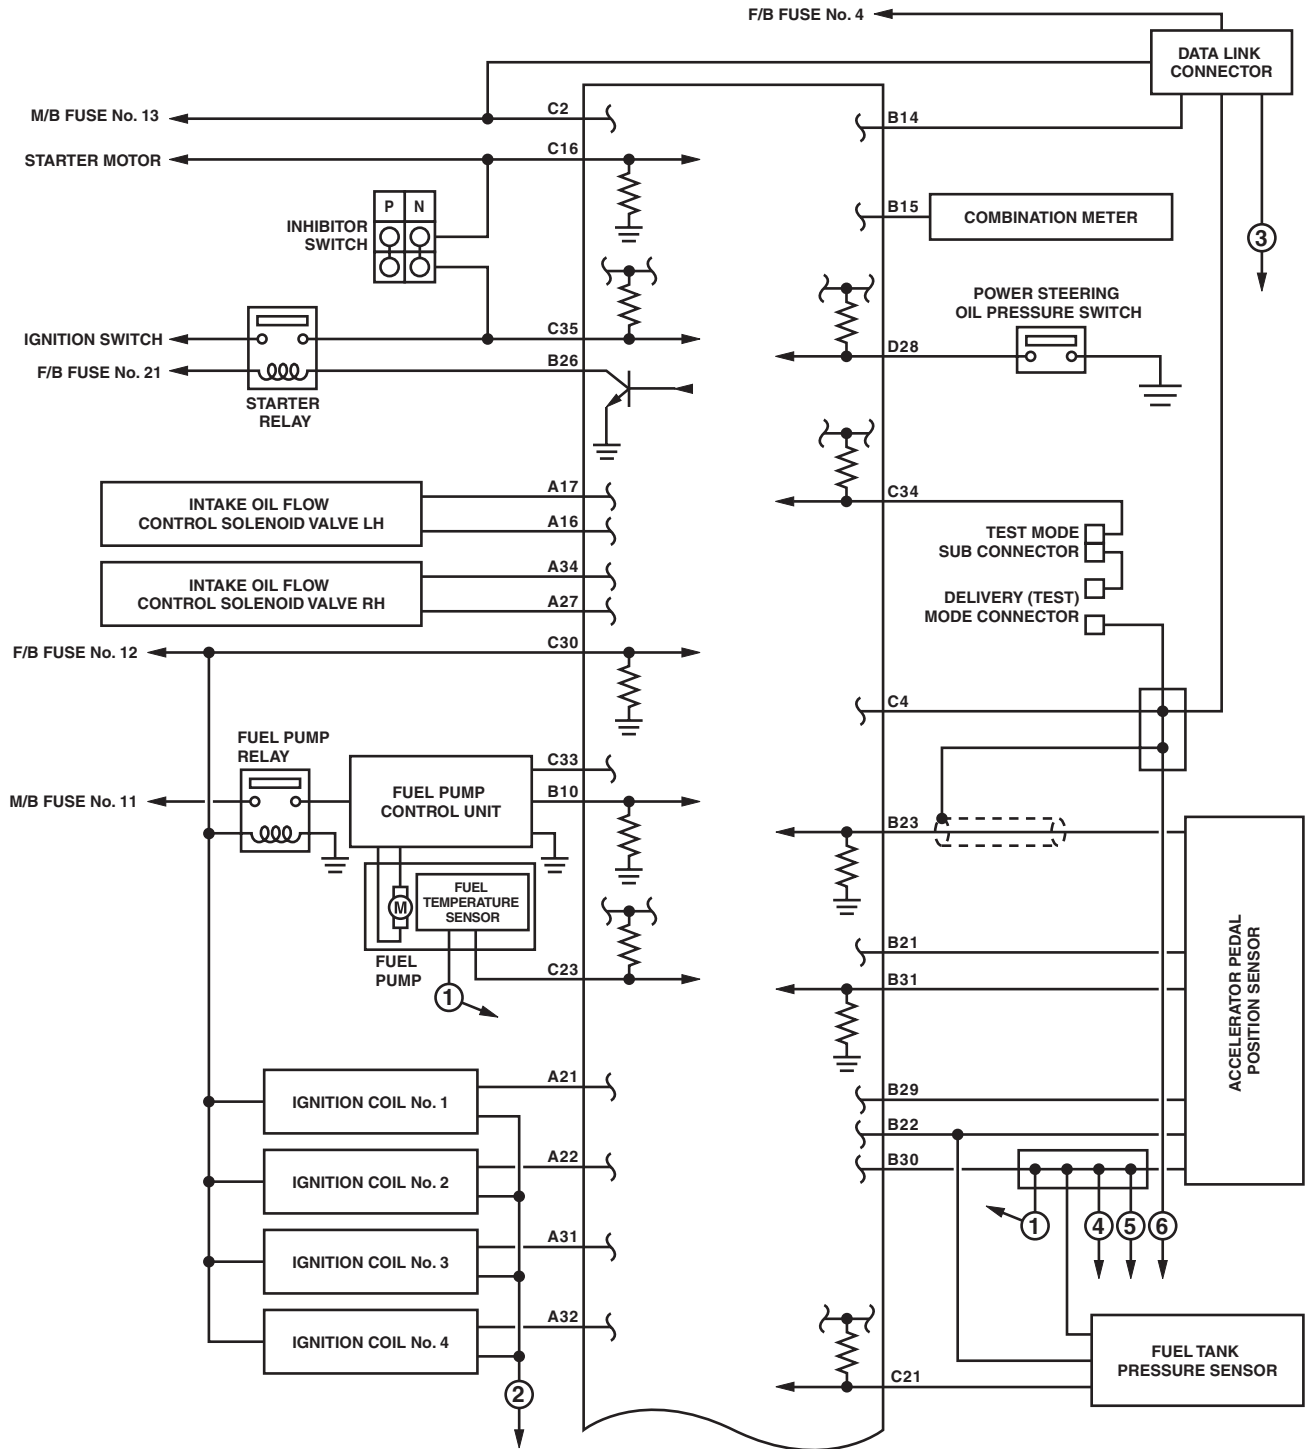 F/B FUSE No. 4
DATA LINK
CONNECTOR
M/B FUSE No. 13
C2
B14
STARTER MOTOR
C16
P N
INHIBITOR
SWITCH
B15
COMBINATION METER
3
POWER STEERING
OIL PRESSURE SWITCH
IGNITION SWITCH
C35
D28
F/B FUSE No. 21
B26
STARTER
RELAY
INTAKE OIL FLOW
CONTROL SOLENOID VALVE LH
A17
A16
C34
TEST MODE
SUB CONNECTOR
INTAKE OIL FLOW
CONTROL SOLENOID VALVE RH
A34
A27
DELIVERY (TEST)
MODE CONNECTOR
F/B FUSE No. 12
C30
C4
FUEL PUMP
RELAY
C33
M/B FUSE No. 11
FUEL PUMP
CONTROL UNIT
B10
B23
FUEL
TEMPERATURE
SENSOR
M
FUEL
PUMP
C23
1
B21
B31
ACCELERATOR PEDAL
POSITION SENSOR
A21
IGNITION COIL No. 1
B29
B22
B30
A22
IGNITION COIL No. 2
1
4
5
6
A31
IGNITION COIL No. 3
A32
IGNITION COIL No. 4
2
C21
FUEL TANK
PRESSURE SENSOR